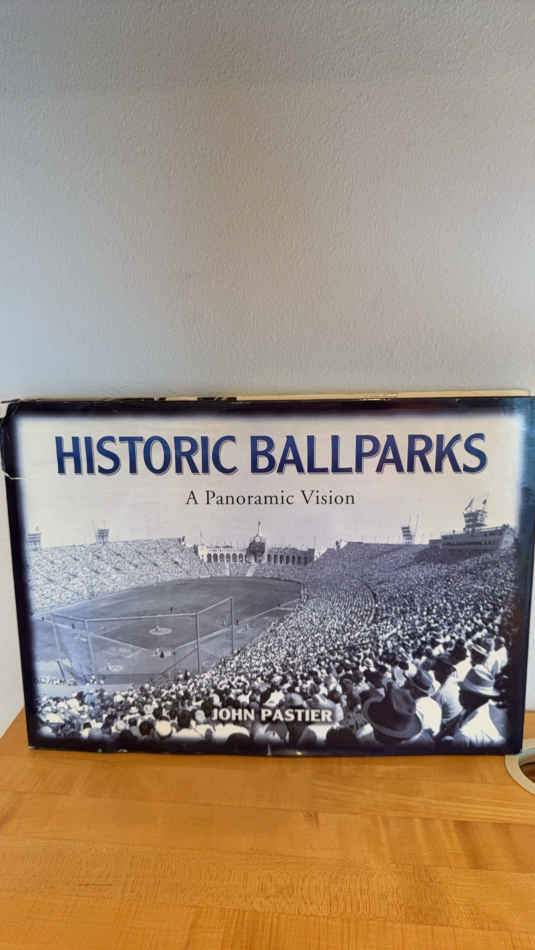 HISTORIC BALLPARKS
A Panoramic Vision
JOHN PASTIER